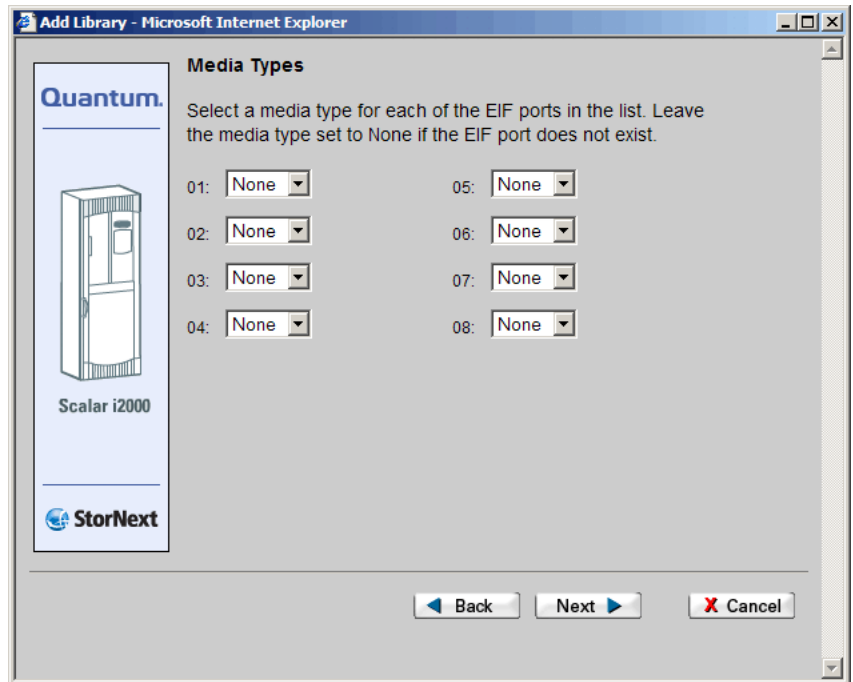 Add Library - Microsoft Internet Explorer
Quantum.
Scalar i2000
StorNext
Media Types
Select a media type for each of the EIF ports in the list. Leave
the media type set to None if the EIF port does not exist.
01: None 05: None
02: None 06: None
03: None 07: None
04: None 08: None
Back Next X Cancel